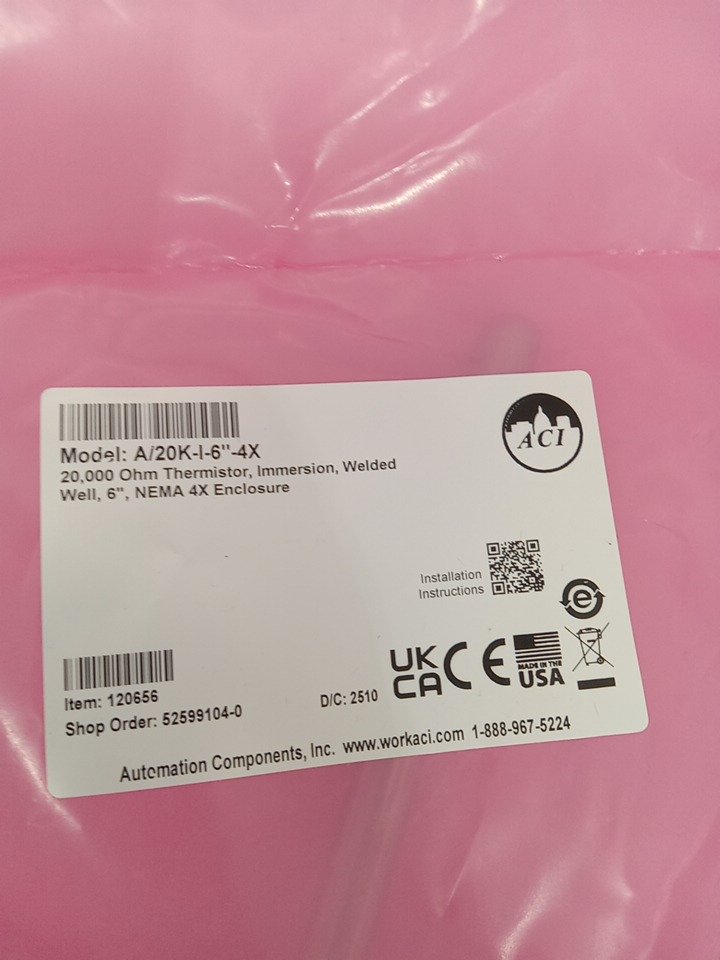 Model: A/20K-I-6"-4X
20,000 Ohm Thermistor, Immersion, Welded
Well, 6", NEMA 4X Enclosure
ACI
Installation
Instructions
e
UK
CA
CE
MADE IN THE
USA
Item: 120656
D/C: 2510
Shop Order: 52599104-0
Automation Components, Inc. www.workaci.com 1-888-967-5224